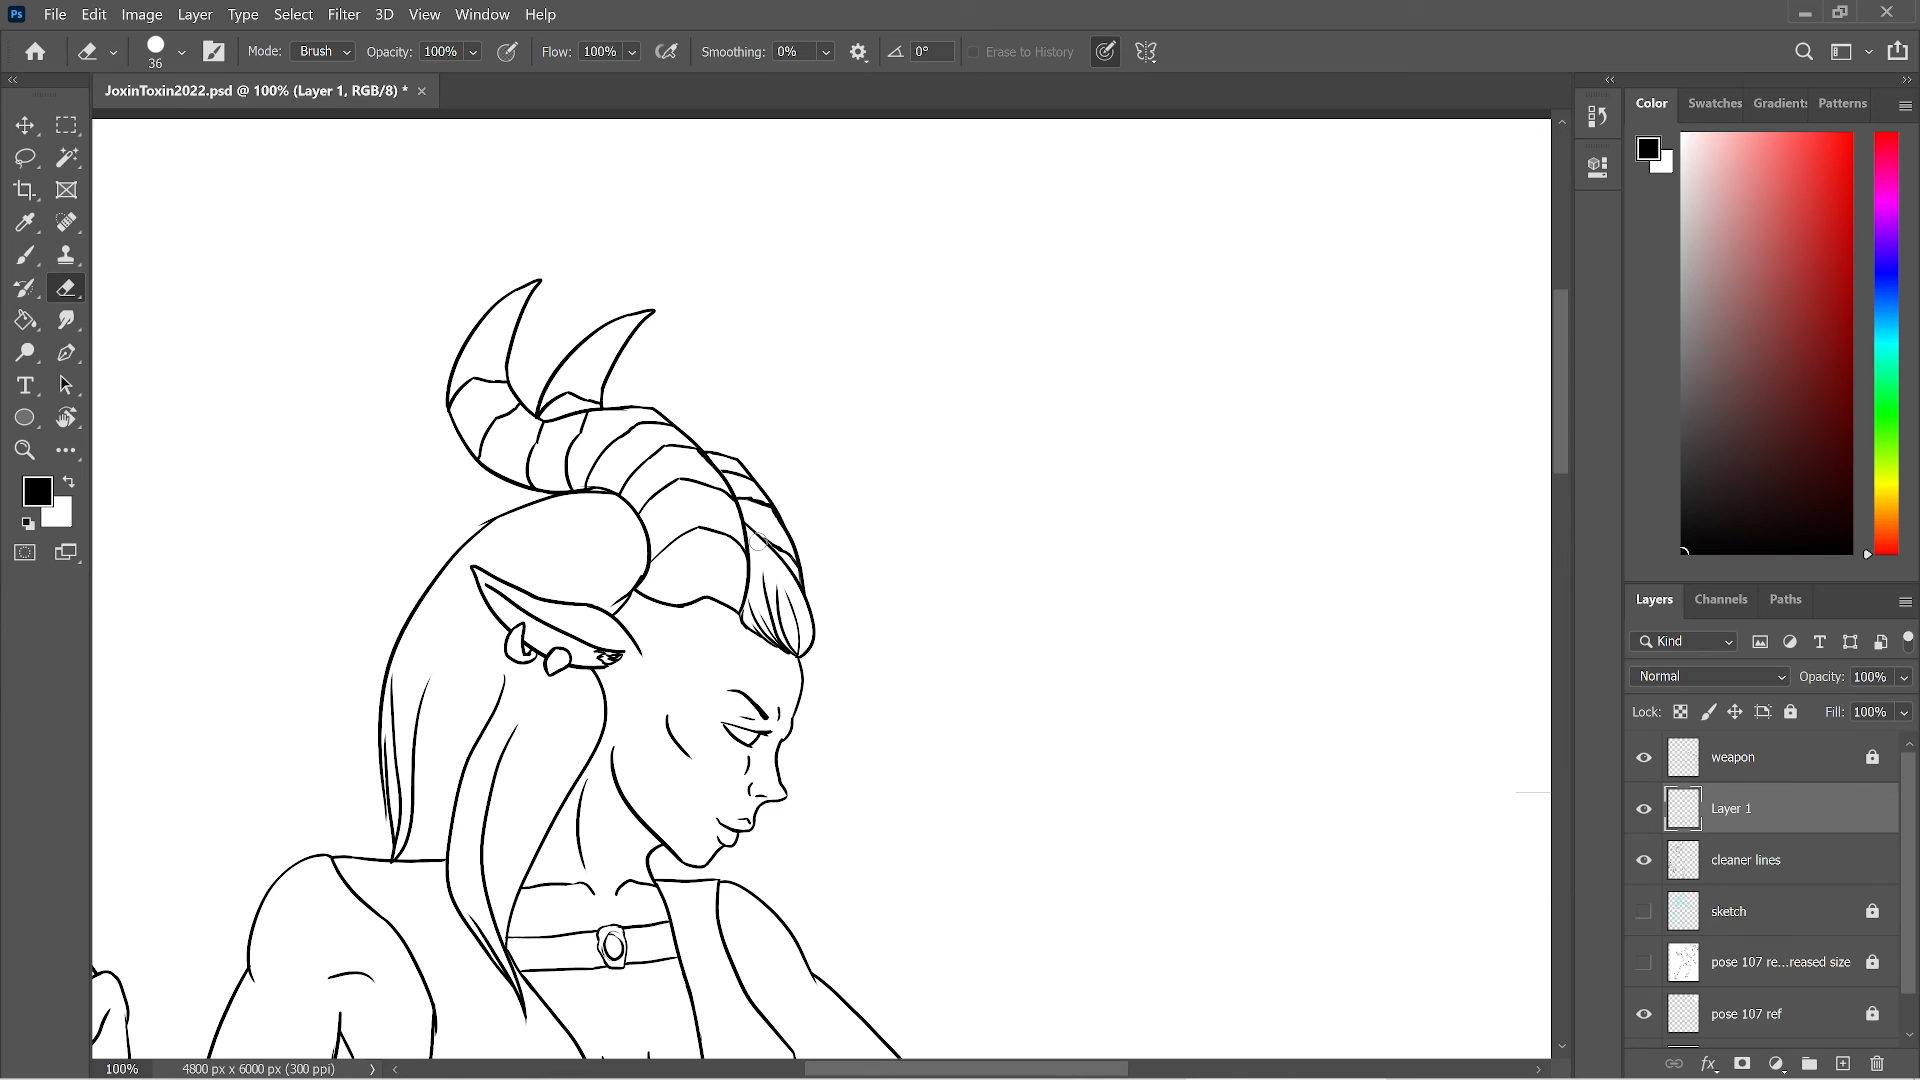 Ps File Edit Image Layer Type Select Filter 3D View Window Help
36 Mode: Brush Opacity: 100% Flow: 100% Smoothing: 0% 0° Erase to History
JoxinToxin2022.psd @ 100% (Layer 1, RGB/8) *
Color Swatches Gradients Patterns
Layers Channels Paths
Kind
Normal Opacity: 100%
Lock: Fill: 100%
weapon
Layer 1
cleaner lines
sketch
pose 107 re...reased size
pose 107 ref
100% 4800 px x 6000 px (300 ppi)